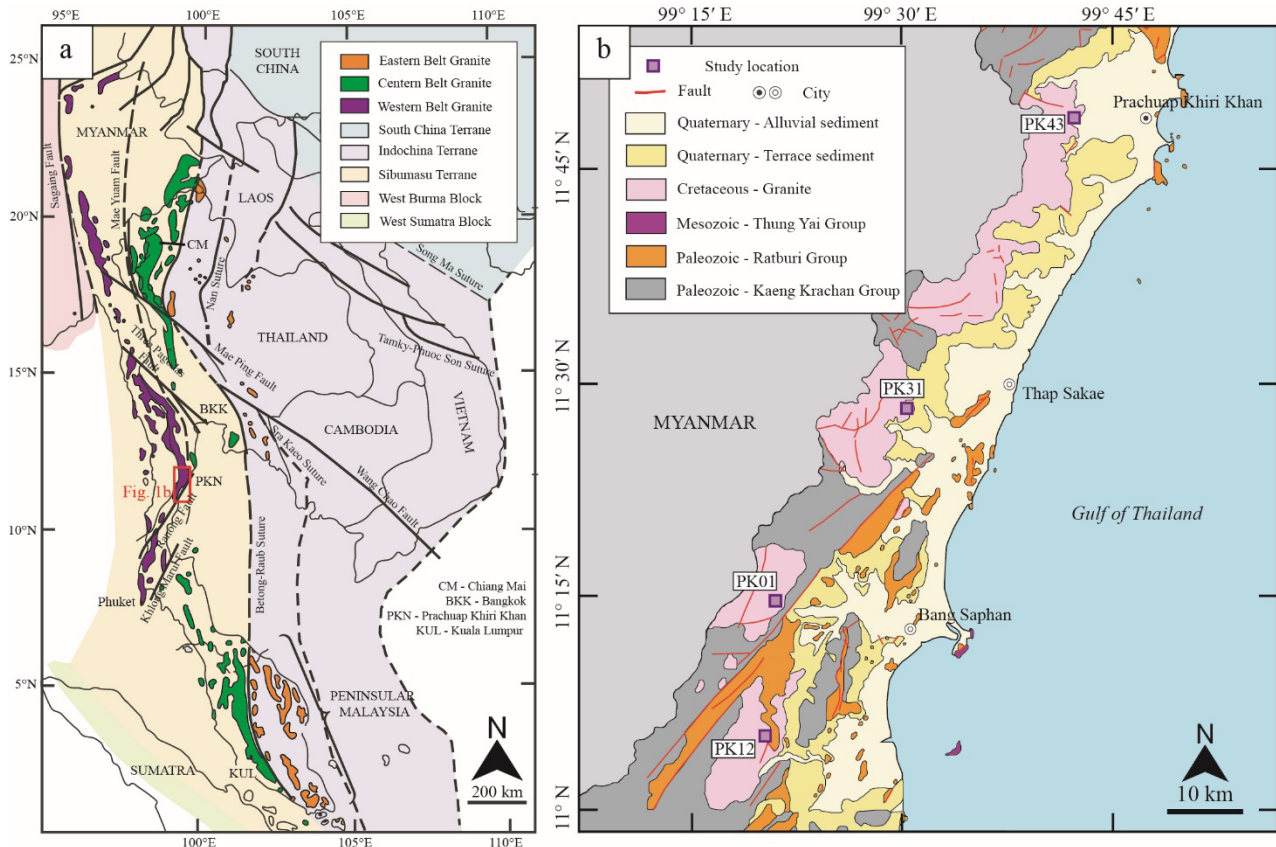 95°E
100°E
105°E
110°E
a
25°N
20°N
15°N
10°N
5°N
100°E
105°E
110°E
SOUTH
CHINA
Eastern Belt Granite
Centern Belt Granite
Western Belt Granite
South China Terrane
Indochina Terrane
Sibumasu Terrane
West Burma Block
West Sumatra Block
MYANMAR
Sagaing Fault
Mae Yuam Fault
LAOS
CM
Nan Suture
Song Ma Suture
THAILAND
Tamky-Phuoc Son Suture
Three Pagodas
Fault
Mae Ping Fault
BKK
CAMBODIA
VIETNAM
Sra Kaeo Suture
Wang Chao Fault
Fig. 1b
PKN
Ranong Fault
Khlong Marui Fault
Phuket
Betong-Raub Suture
CM - Chiang Mai
BKK - Bangkok
PKN - Prachuap Khiri Khan
KUL - Kuala Lumpur
PENINSULAR
MALAYSIA
SUMATRA
KUL
N
200 km
99° 15′ E
99° 30′ E
99° 45′ E
b
Study location
Fault
City
Quaternary - Alluvial sediment
Quaternary - Terrace sediment
Cretaceous - Granite
Mesozoic - Thung Yai Group
Paleozoic - Ratburi Group
Paleozoic - Kaeng Krachan Group
Prachuap Khiri Khan
PK43
11° 45′ N
11° 30′ N
11° 15′ N
11° N
PK31
Thap Sakae
MYANMAR
Gulf of Thailand
PK01
Bang Saphan
PK12
N
10 km